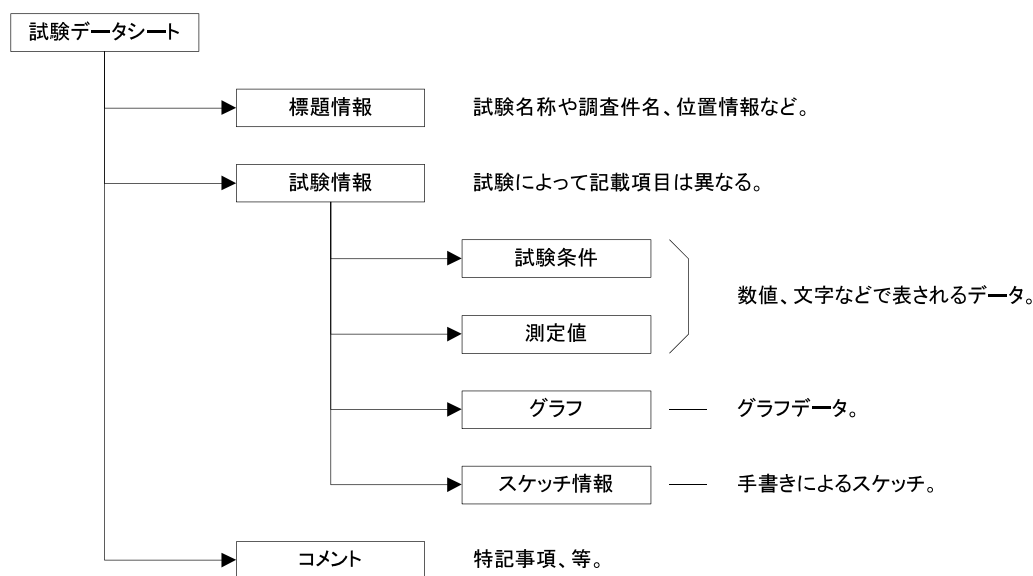 試験データシート
標題情報
試験名称や調査件名、位置情報など。
試験情報
試験によって記載項目は異なる。
試験条件
数値、文字などで表されるデータ。
測定値
グラフ
グラフデータ。
スケッチ情報
手書きによるスケッチ。
コメント
特記事項、等。